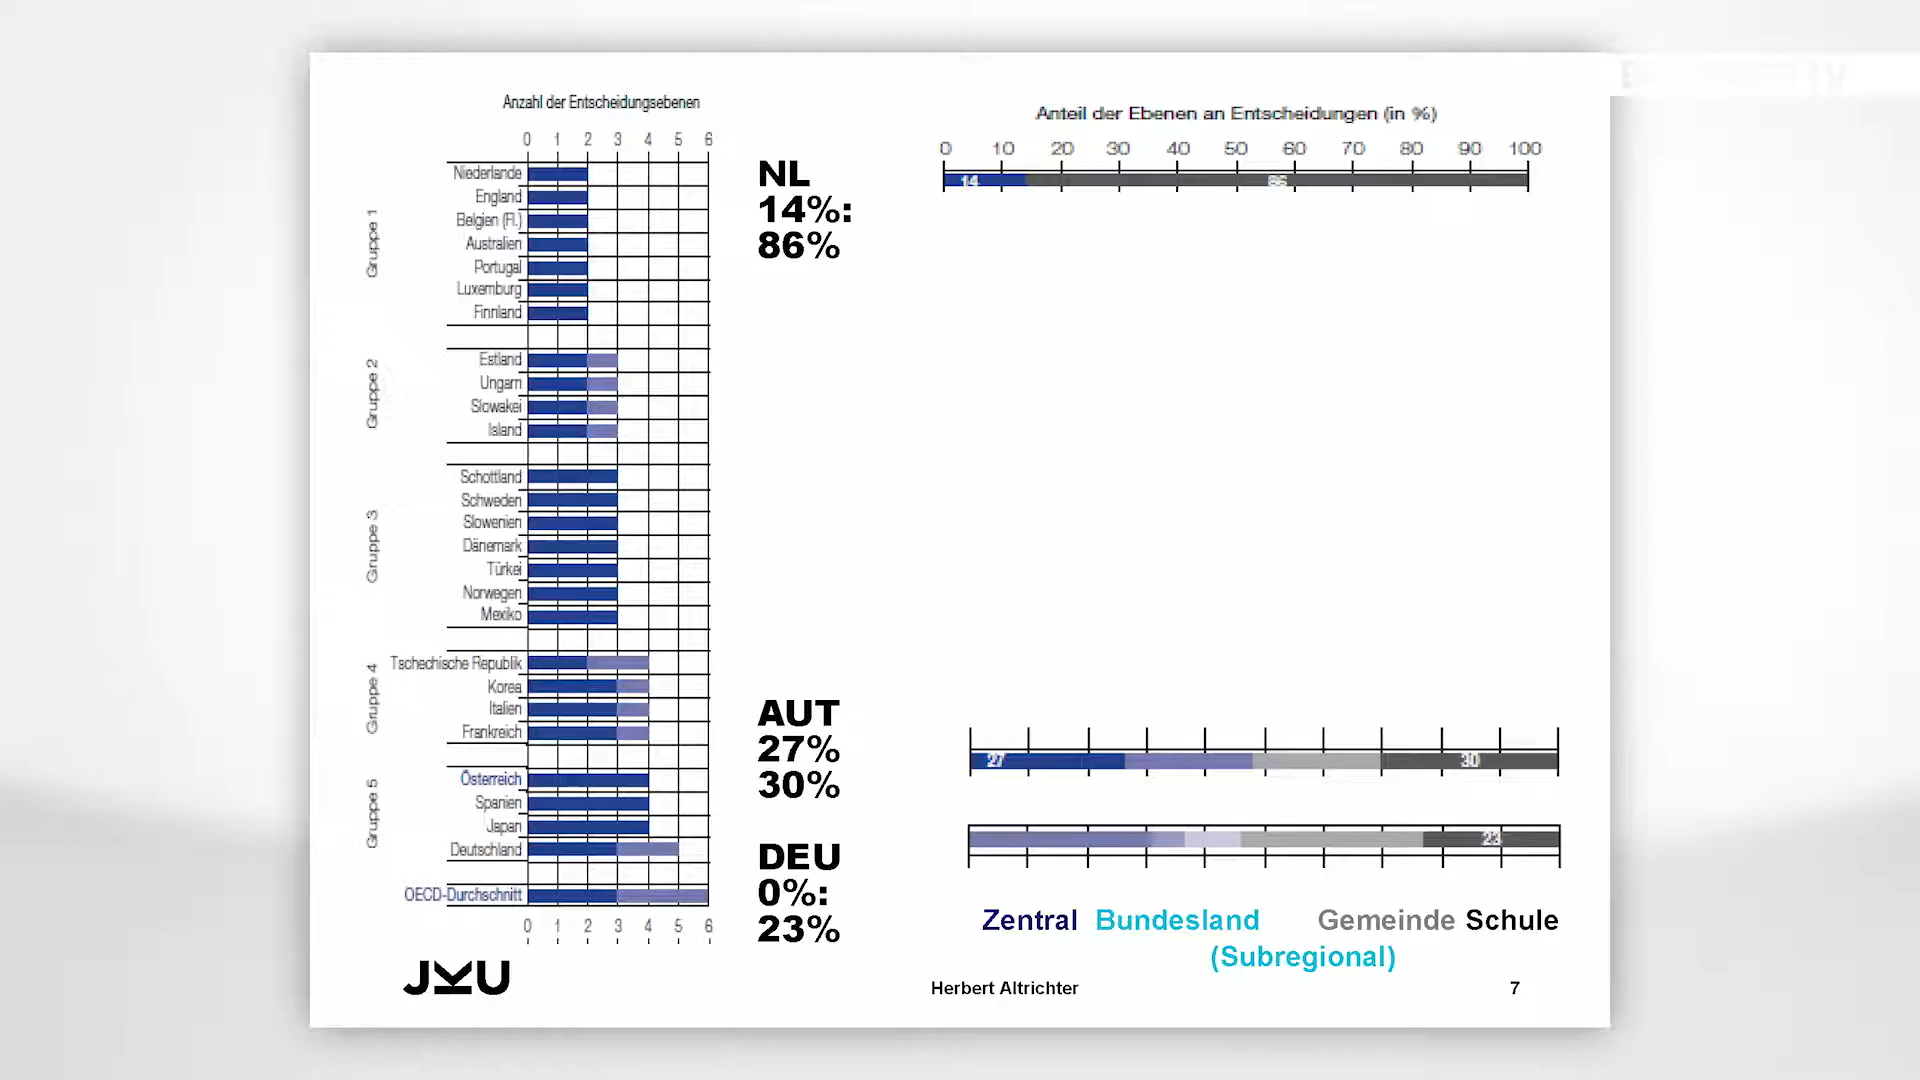 Anzahl der Entscheidungsebenen
0 1 2 3 4 5 6
Gruppe 1
Niederlande
England
Belgien (Fl.)
Australien
Portugal
Luxemburg
Finnland
Gruppe 2
Estland
Ungarn
Slowakei
Island
Gruppe 3
Schottland
Schweden
Slowenien
Dänemark
Türkei
Norwegen
Mexiko
Gruppe 4
Tschechische Republik
Korea
Italien
Frankreich
Gruppe 5
Österreich
Spanien
Japan
Deutschland
OECD-Durchschnitt
0 1 2 3 4 5 6
NL
14%:
86%
AUT
27%
30%
DEU
0%:
23%
Anteil der Ebenen an Entscheidungen (in %)
0 10 20 30 40 50 60 70 80 90 100
14 86
27 30
23
Zentral Bundesland Gemeinde Schule
(Subregional)
JKU
Herbert Altrichter
7